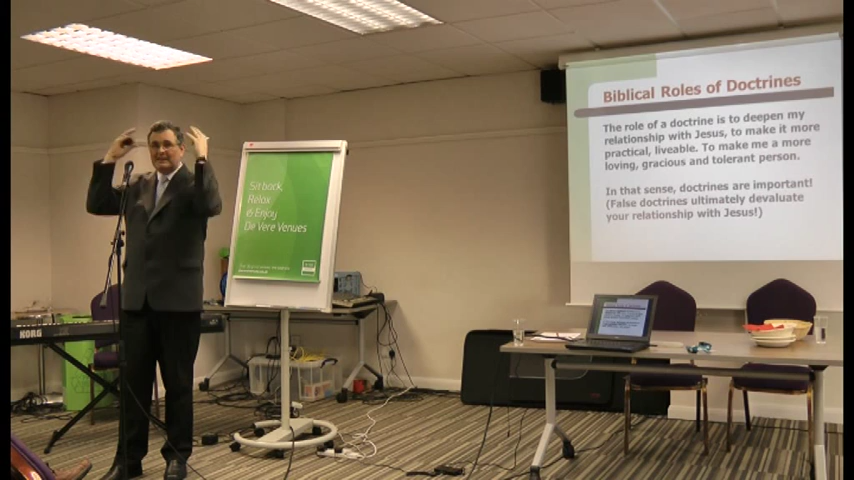 Biblical Roles of Doctrines
The role of a doctrine is to deepen my
relationship with Jesus, to make it more
practical, liveable. To make me a more
loving, gracious and tolerant person.
In that sense, doctrines are important!
(False doctrines ultimately devaluate
your relationship with Jesus!)
Sit back,
Relax
& Enjoy
De Vere Venues
KORG